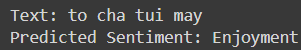 Text: to cha tui may
Predicted Sentiment: Enjoyment